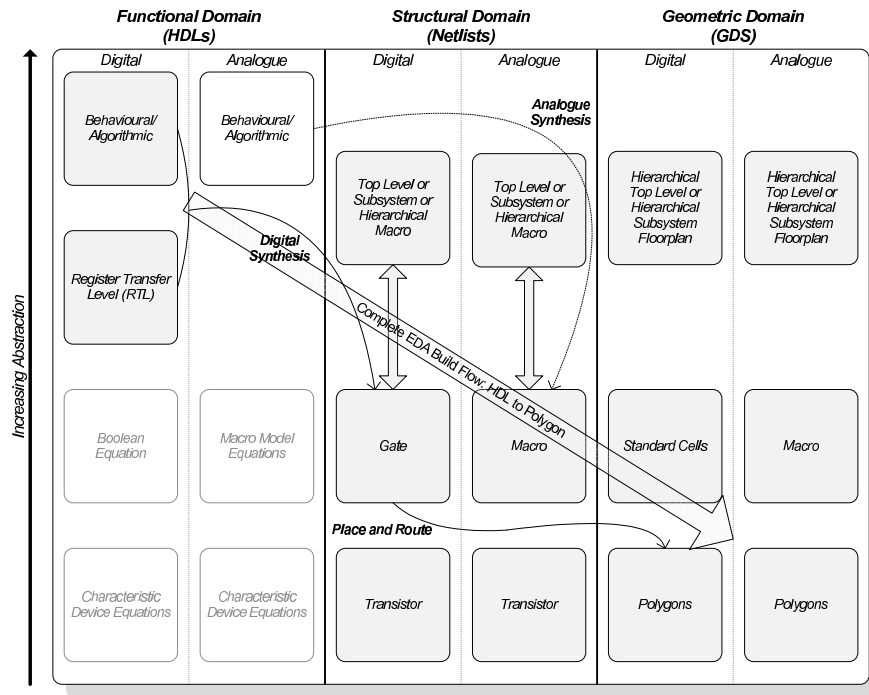 Functional Domain
(HDLs)
Structural Domain
(Netlists)
Geometric Domain
(GDS)
Digital
Analogue
Digital
Analogue
Digital
Analogue
Behavioural/
Algorithmic
Behavioural/
Algorithmic
Analogue
Synthesis
Top Level or
Subsystem or
Hierarchical
Macro
Top Level or
Subsystem or
Hierarchical
Macro
Hierarchical
Top Level or
Hierarchical
Subsystem
Floorplan
Hierarchical
Top Level or
Hierarchical
Subsystem
Floorplan
Digital
Synthesis
Register Transfer
Level (RTL)
Complete EDA Build Flow: HDL to Polygon
Increasing Abstraction
Boolean
Equation
Macro Model
Equations
Gate
Macro
Standard Cells
Macro
Place and Route
Characteristic
Device Equations
Characteristic
Device Equations
Transistor
Transistor
Polygons
Polygons